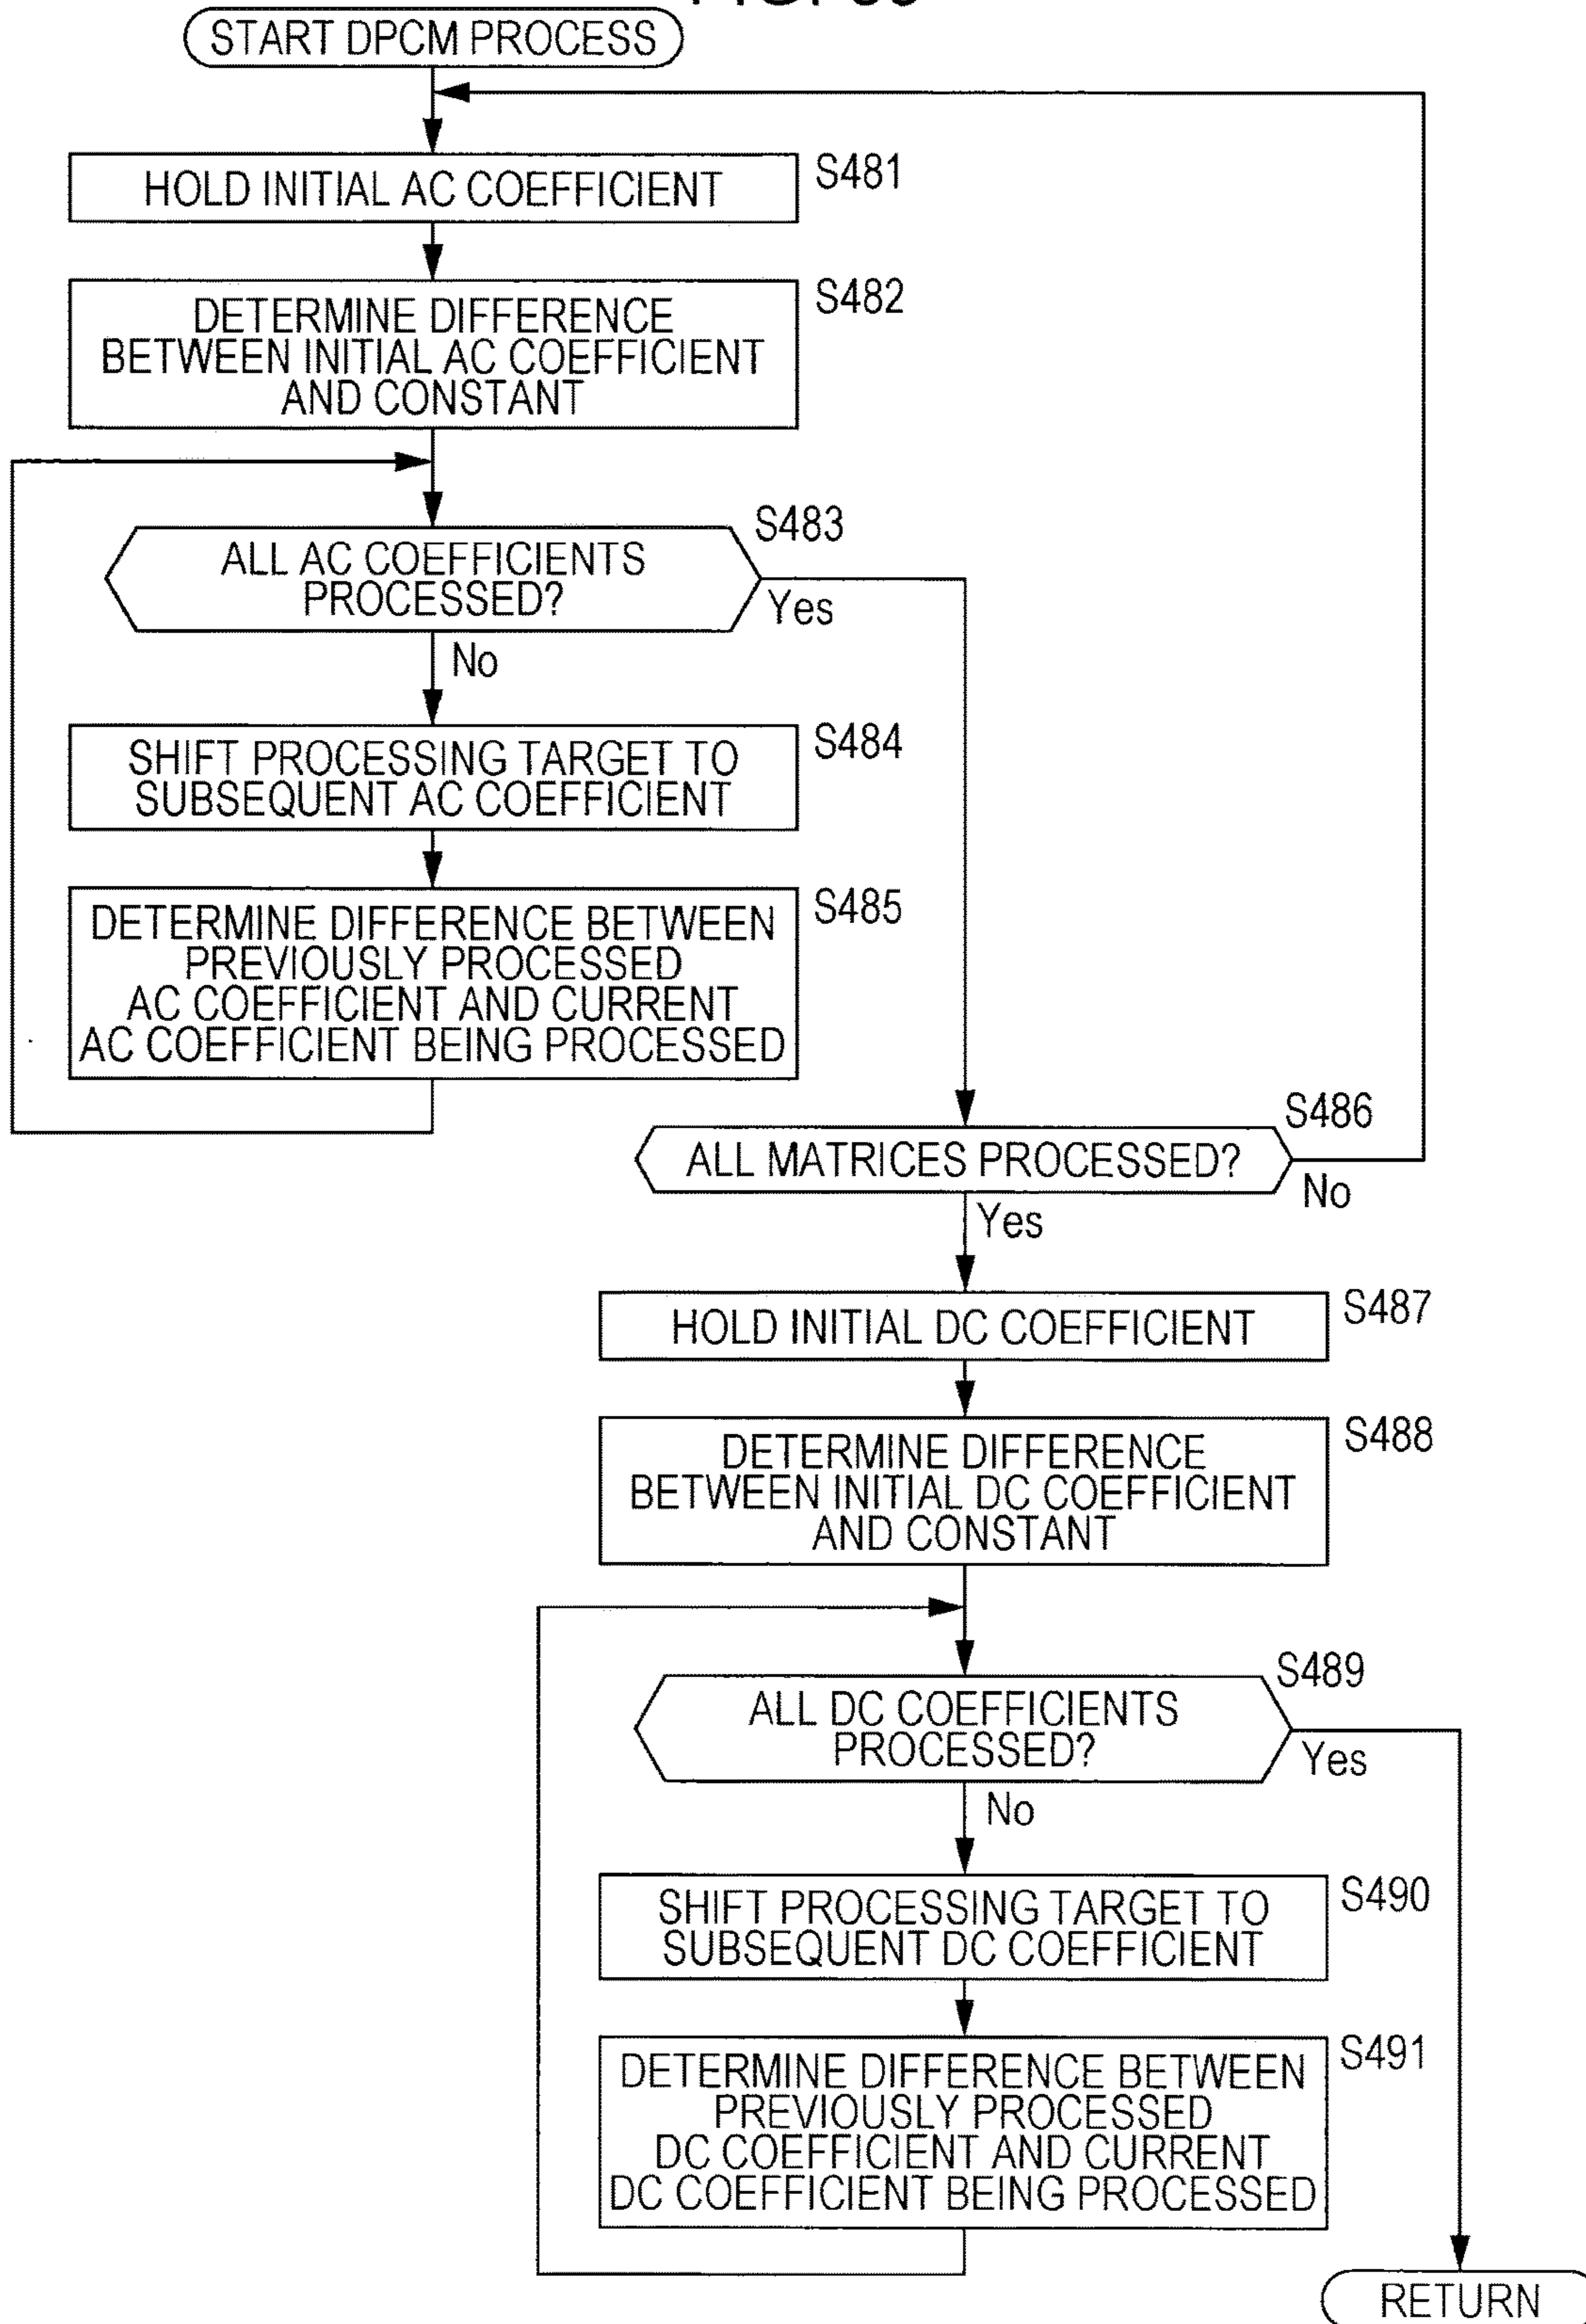 START DPCM PROCESS
HOLD INITIAL AC COEFFICIENT
S481
DETERMINE DIFFERENCE
BETWEEN INITIAL AC COEFFICIENT
AND CONSTANT
S482
ALL AC COEFFICIENTS
PROCESSED?
S483
Yes
No
SHIFT PROCESSING TARGET TO
SUBSEQUENT AC COEFFICIENT
S484
DETERMINE DIFFERENCE BETWEEN
PREVIOUSLY PROCESSED
AC COEFFICIENT AND CURRENT
AC COEFFICIENT BEING PROCESSED
S485
ALL MATRICES PROCESSED?
S486
No
Yes
HOLD INITIAL DC COEFFICIENT
S487
DETERMINE DIFFERENCE
BETWEEN INITIAL DC COEFFICIENT
AND CONSTANT
S488
ALL DC COEFFICIENTS
PROCESSED?
S489
Yes
No
SHIFT PROCESSING TARGET TO
SUBSEQUENT DC COEFFICIENT
S490
DETERMINE DIFFERENCE BETWEEN
PREVIOUSLY PROCESSED
DC COEFFICIENT AND CURRENT
DC COEFFICIENT BEING PROCESSED
S491
RETURN